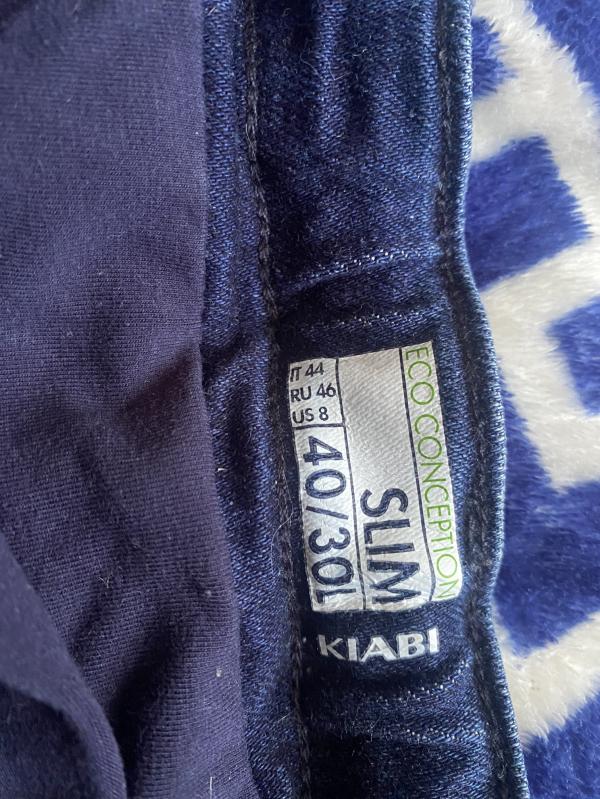 ECO CONCEPTION
SLIM
40/30L
IT 44
RU 46
US 8
KIABI